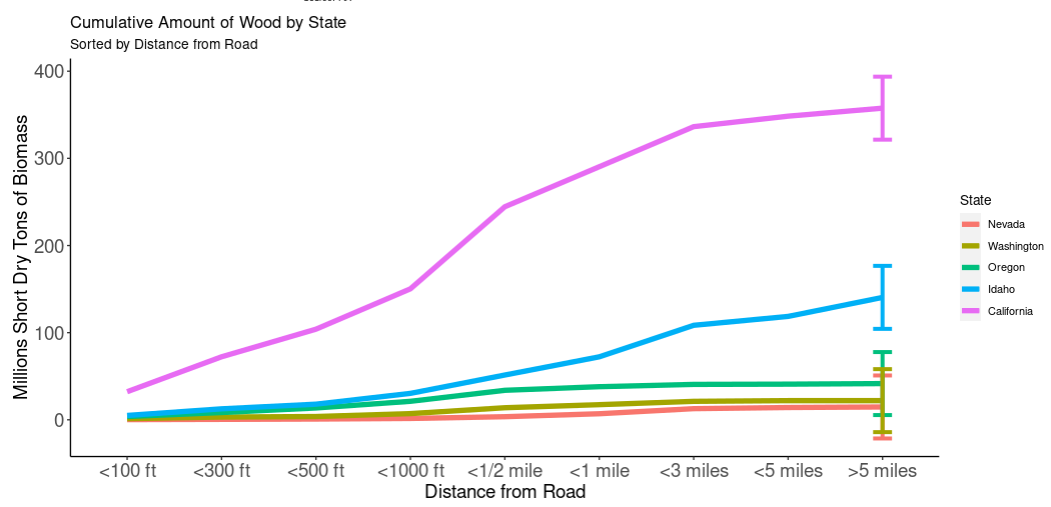 Cumulative Amount of Wood by State
Sorted by Distance from Road
Millions Short Dry Tons of Biomass
400
300
200
100
0
<100 ft
<300 ft
<500 ft
<1000 ft
<1/2 mile
<1 mile
<3 miles
<5 miles
>5 miles
Distance from Road
State
Nevada
Washington
Oregon
Idaho
California